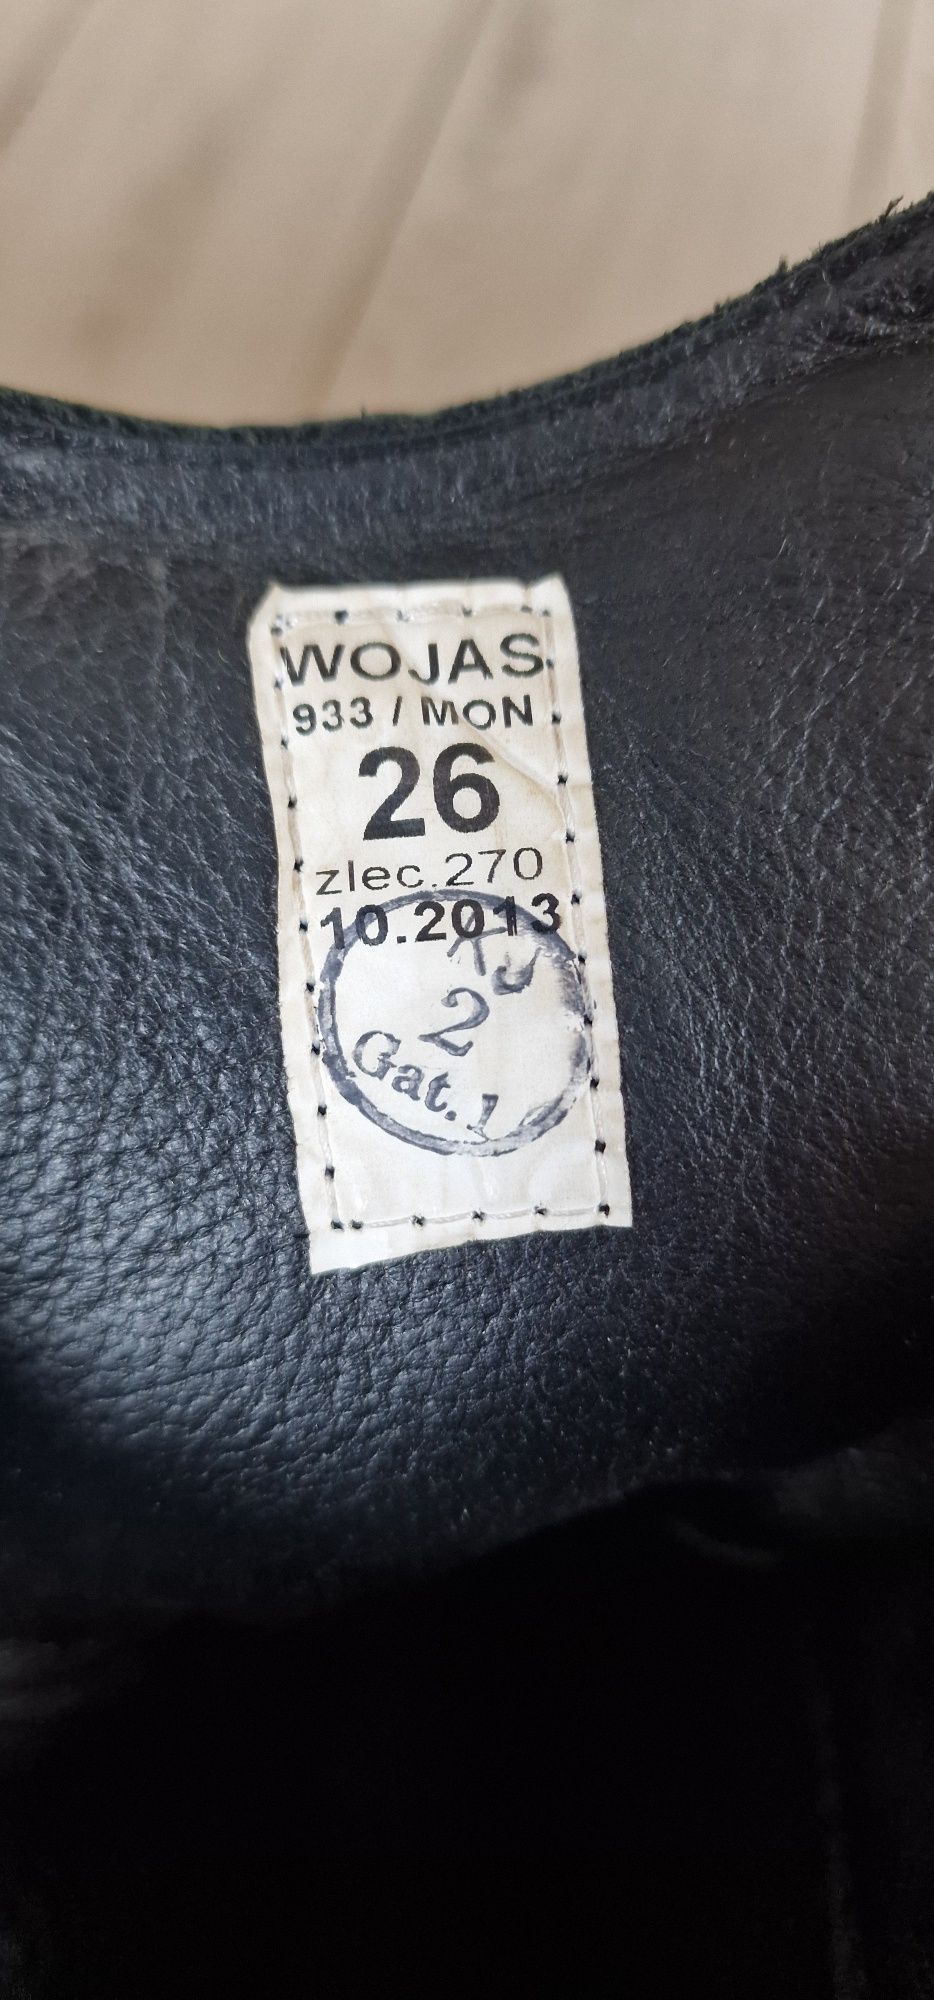 WOJAS
933 / MON
26
zlec.270
10.2013
2
Gat.1